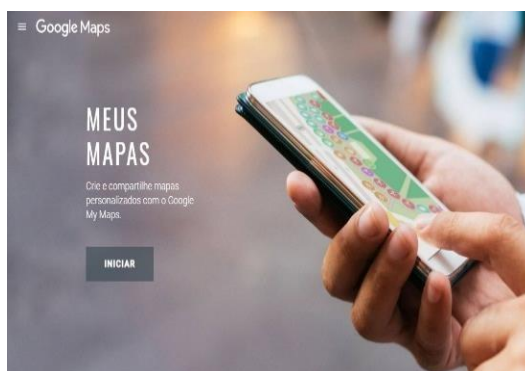 Google Maps
MEUS
MAPAS
Crie e compartilhe mapas
personalizados com o Google
My Maps.
INICIAR